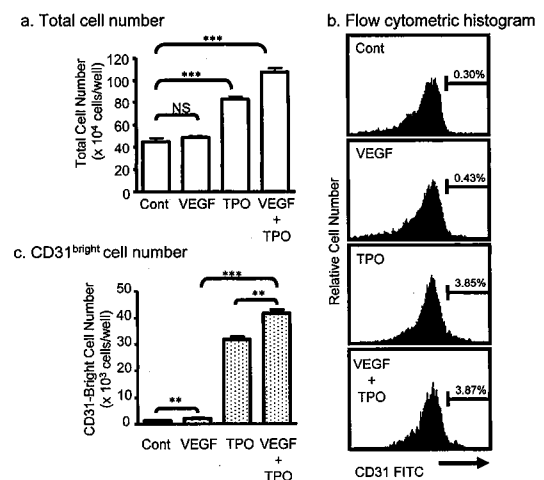 a. Total cell number
***
***
NS
Total Cell Number
(x 10⁴ cells/well)
120
100
80
60
40
20
0
Cont VEGF TPO VEGF
+
TPO
b. Flow cytometric histogram
Cont
0.30%
VEGF
0.43%
TPO
3.85%
VEGF
+
TPO
3.87%
Relative Cell Number
CD31 FITC
c. CD31bright cell number
***
**
**
CD31-Bright Cell Number
(x 10³ cells/well)
50
40
30
20
10
0
Cont VEGF TPO VEGF
+
TPO